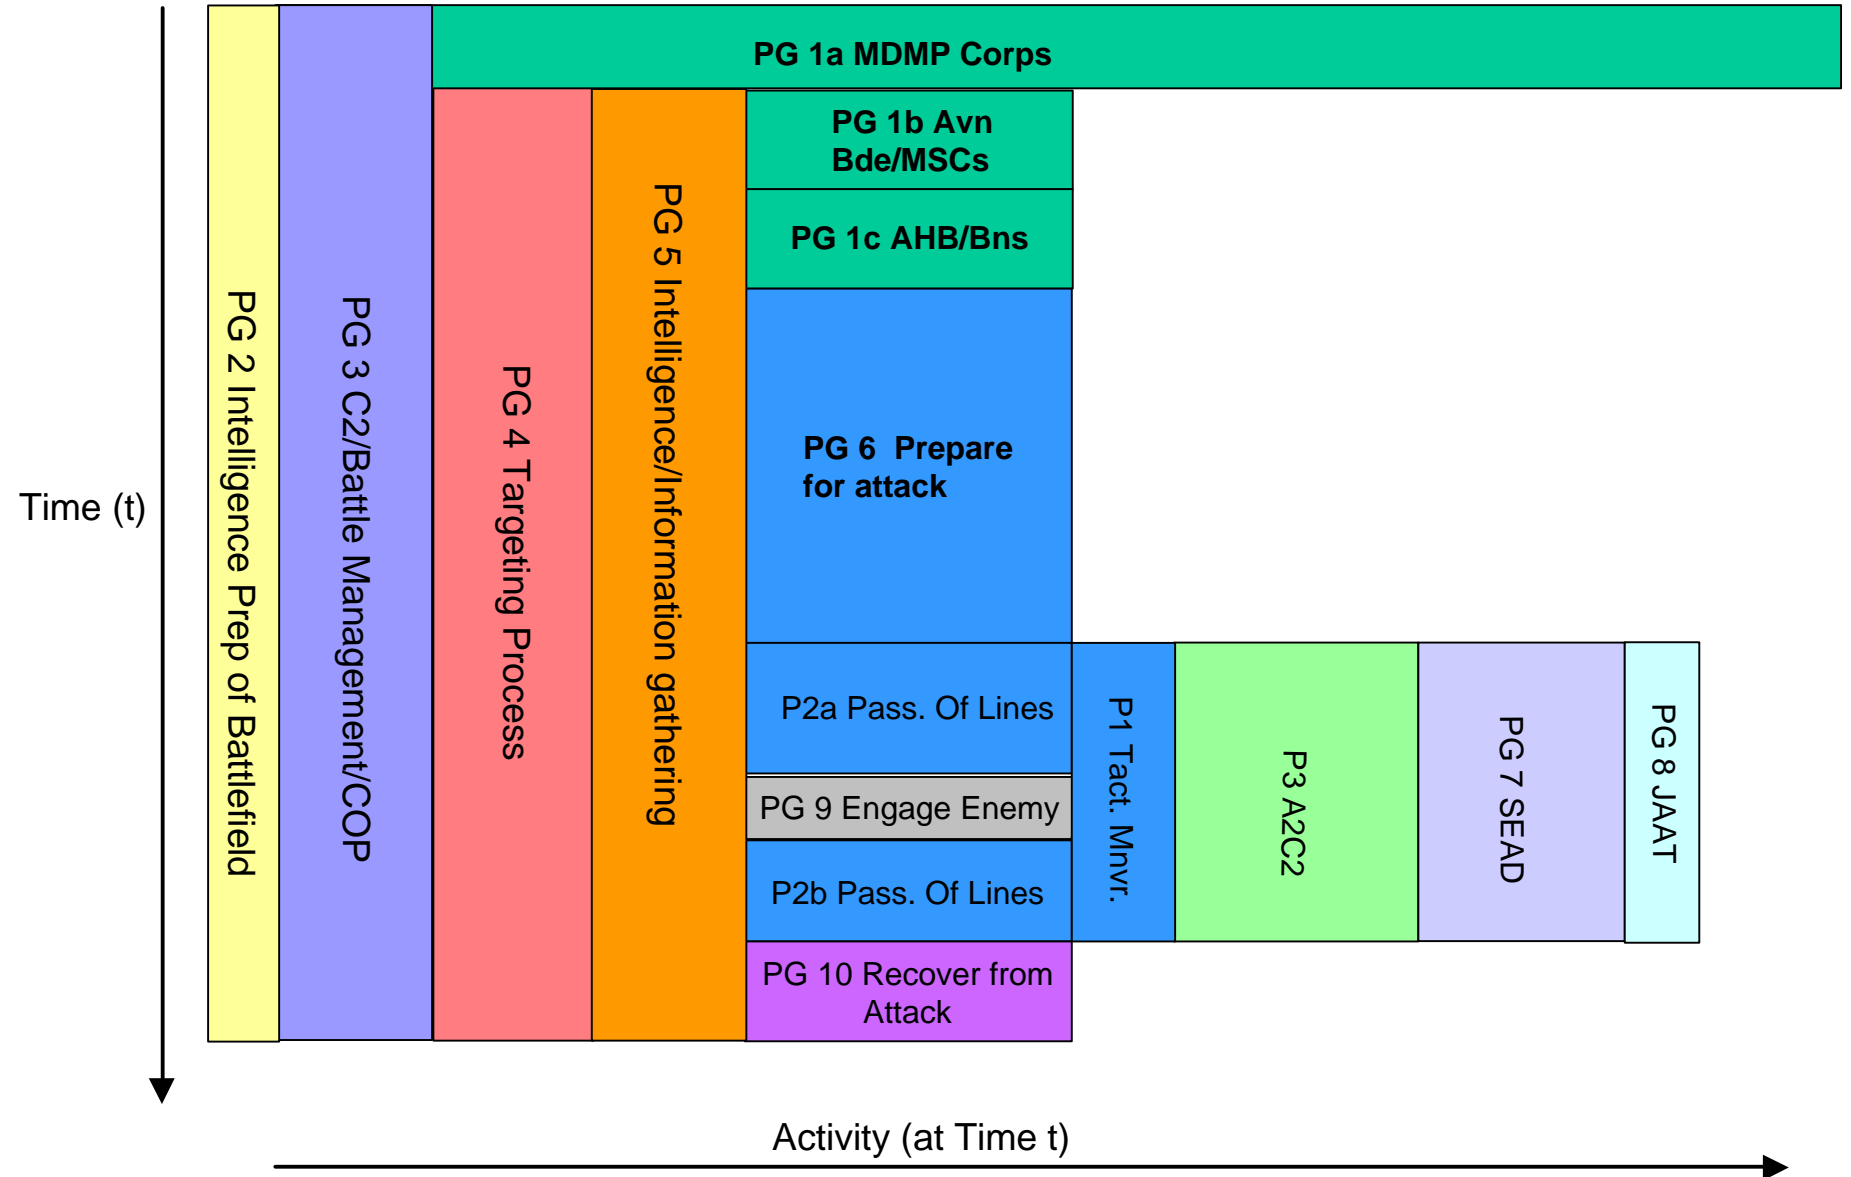 PG 1a MDMP Corps
PG 1b Avn
Bde/MSCs
PG 1c AHB/Bns
PG 2 Intelligence Prep of Battlefield
PG 3 C2/Battle Management/COP
PG 4 Targeting Process
PG 5 Intelligence/Information gathering
PG 6  Prepare
for attack
Time (t)
P2a Pass. Of Lines
PG 9 Engage Enemy
P2b Pass. Of Lines
P1 Tact. Mnvr.
P3 A2C2
PG 7 SEAD
PG 8 JAAT
PG 10 Recover from
Attack
Activity (at Time t)